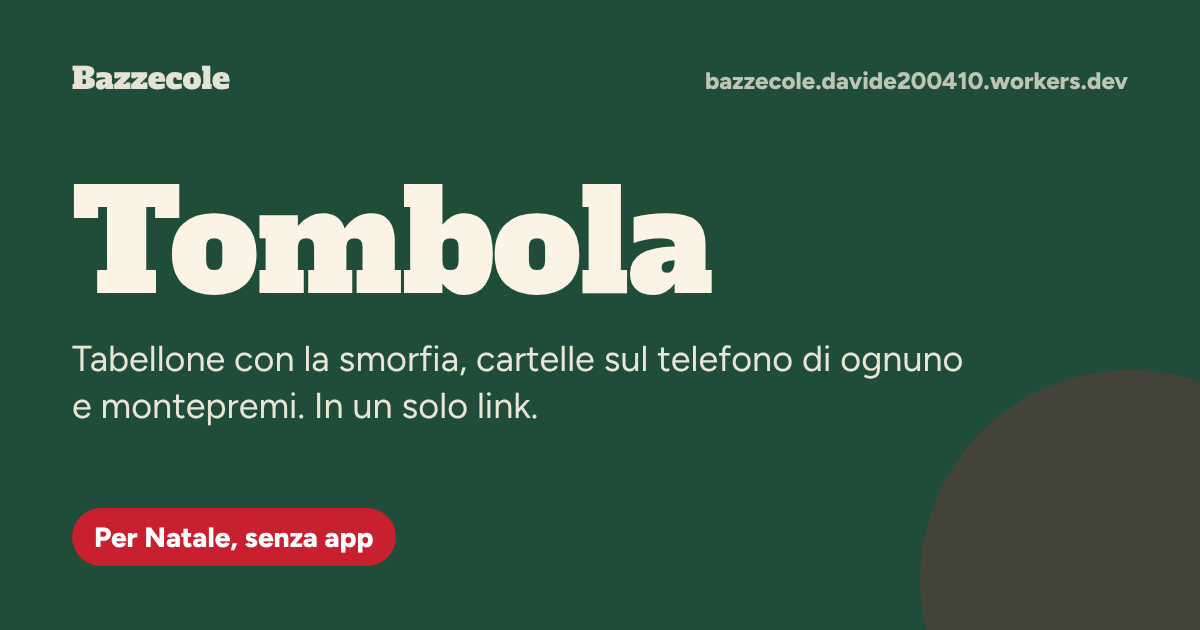 Bazzecole
bazzecole.davide200410.workers.dev
Tombola
Tabellone con la smorfia, cartelle sul telefono di ognuno
e montepremi. In un solo link.
Per Natale, senza app